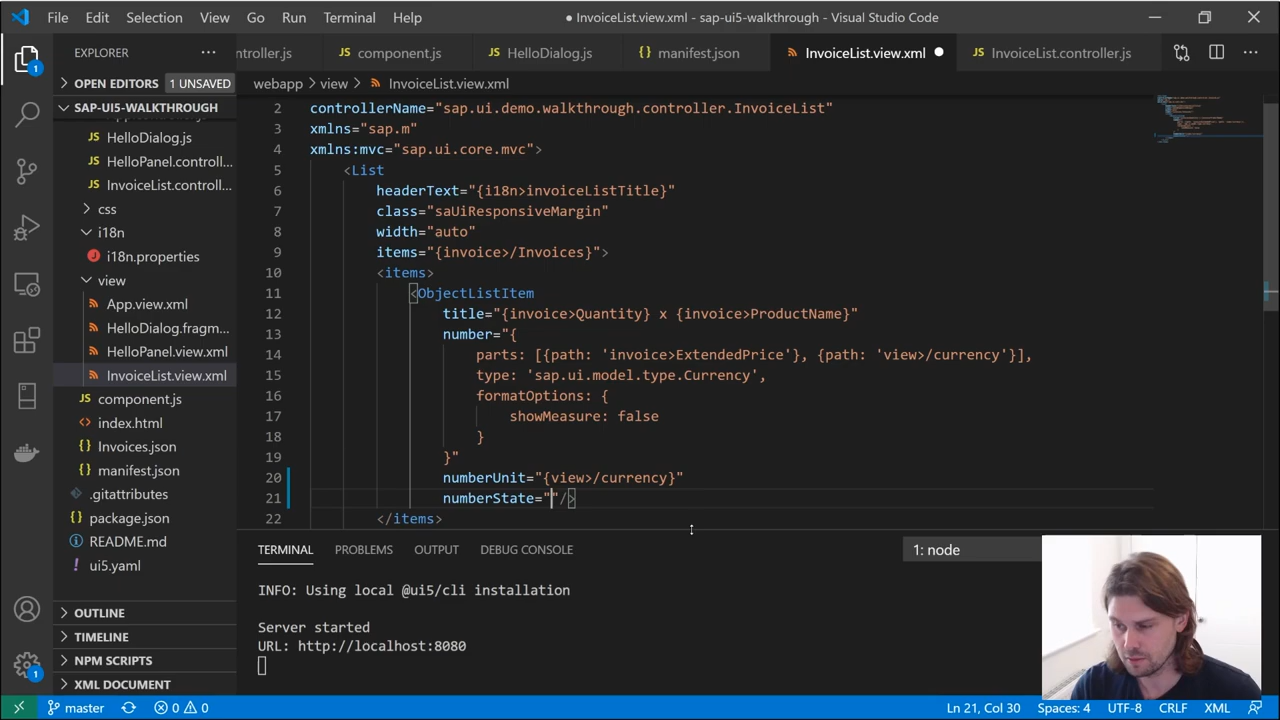 File Edit Selection View Go Run Terminal Help ● InvoiceList.view.xml - sap-ui5-walkthrough - Visual Studio Code
EXPLORER
ontroller.js component.js HelloDialog.js manifest.json InvoiceList.view.xml InvoiceList.controller.js
OPEN EDITORS 1 UNSAVED
webapp > view > InvoiceList.view.xml
SAP-UI5-WALKTHROUGH
HelloDialog.js
HelloPanel.controll...
InvoiceList.controll...
css
i18n
i18n.properties
view
App.view.xml
HelloDialog.fragm...
HelloPanel.view.xml
InvoiceList.view.xml
component.js
index.html
Invoices.json
manifest.json
.gitattributes
package.json
README.md
ui5.yaml
OUTLINE
TIMELINE
NPM SCRIPTS
XML DOCUMENT
2 controllerName="sap.ui.demo.walkthrough.controller.InvoiceList"
3 xmlns="sap.m"
4 xmlns:mvc="sap.ui.core.mvc">
5 <List
6 headerText="{i18n>invoiceListTitle}"
7 class="saUiResponsiveMargin"
8 width="auto"
9 items="{invoice>/Invoices}">
10 <items>
11 <ObjectListItem
12 title="{invoice>Quantity} x {invoice>ProductName}"
13 number="{
14 parts: [{path: 'invoice>ExtendedPrice'}, {path: 'view>/currency'}],
15 type: 'sap.ui.model.type.Currency',
16 formatOptions: {
17 showMeasure: false
18 }
19 }"
20 numberUnit="{view>/currency}"
21 numberState=""/>
22 </items>
TERMINAL PROBLEMS OUTPUT DEBUG CONSOLE 1: node
INFO: Using local @ui5/cli installation
Server started
URL: http://localhost:8080
master 0 0 Ln 21, Col 30 Spaces: 4 UTF-8 CRLF XML